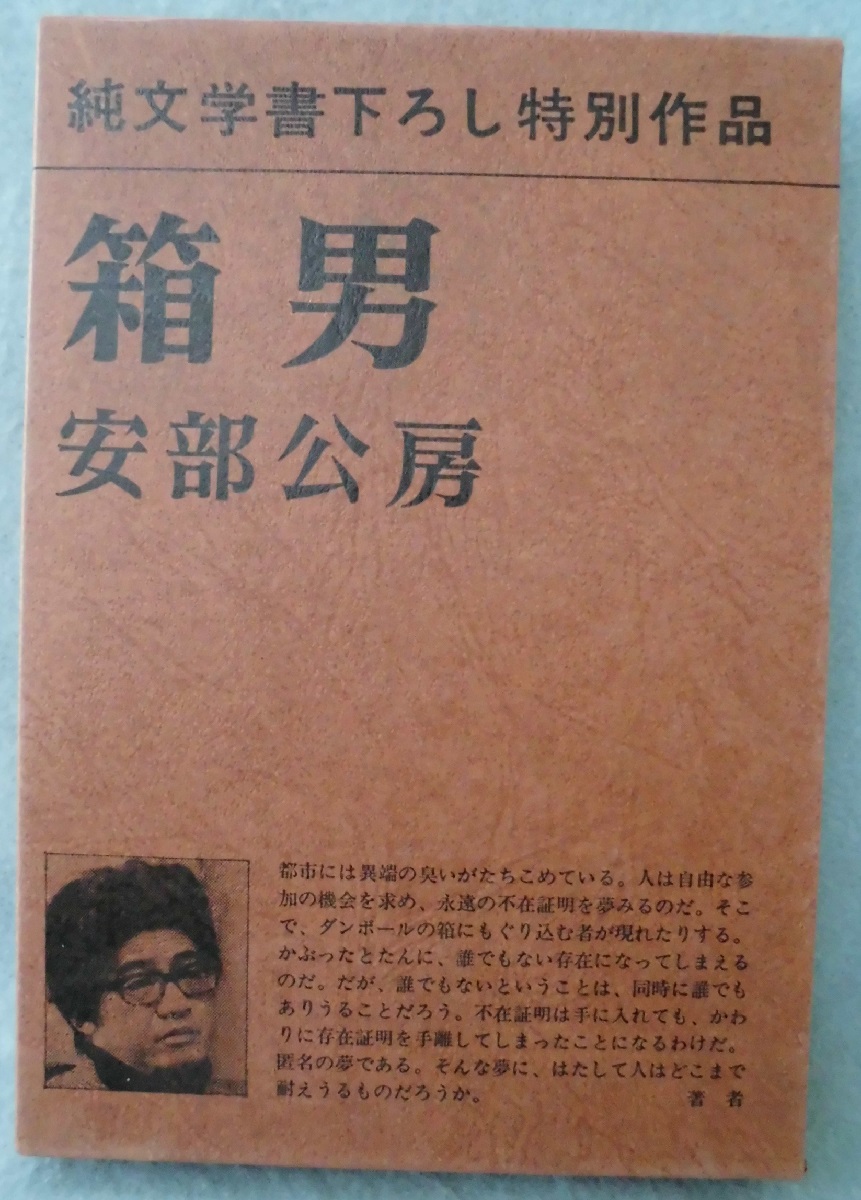 純文学書下ろし特別作品
箱男
安部公房
都市には異端の臭いがたちこめている。人は自由な参
加の機会を求め、永遠の不在証明を夢みるのだ。そこ
で、ダンボールの箱にもぐり込む者が現れたりする。
かぶったとたんに、誰でもない存在になってしまえる
のだ。だが、誰でもないということは、同時に誰でも
ありうることだろう。不在証明は手に入れても、かわ
りに存在証明を手離してしまったことになるわけだ。
匿名の夢である。そんな夢に、はたして人はどこまで
耐えうるものだろうか。
著者